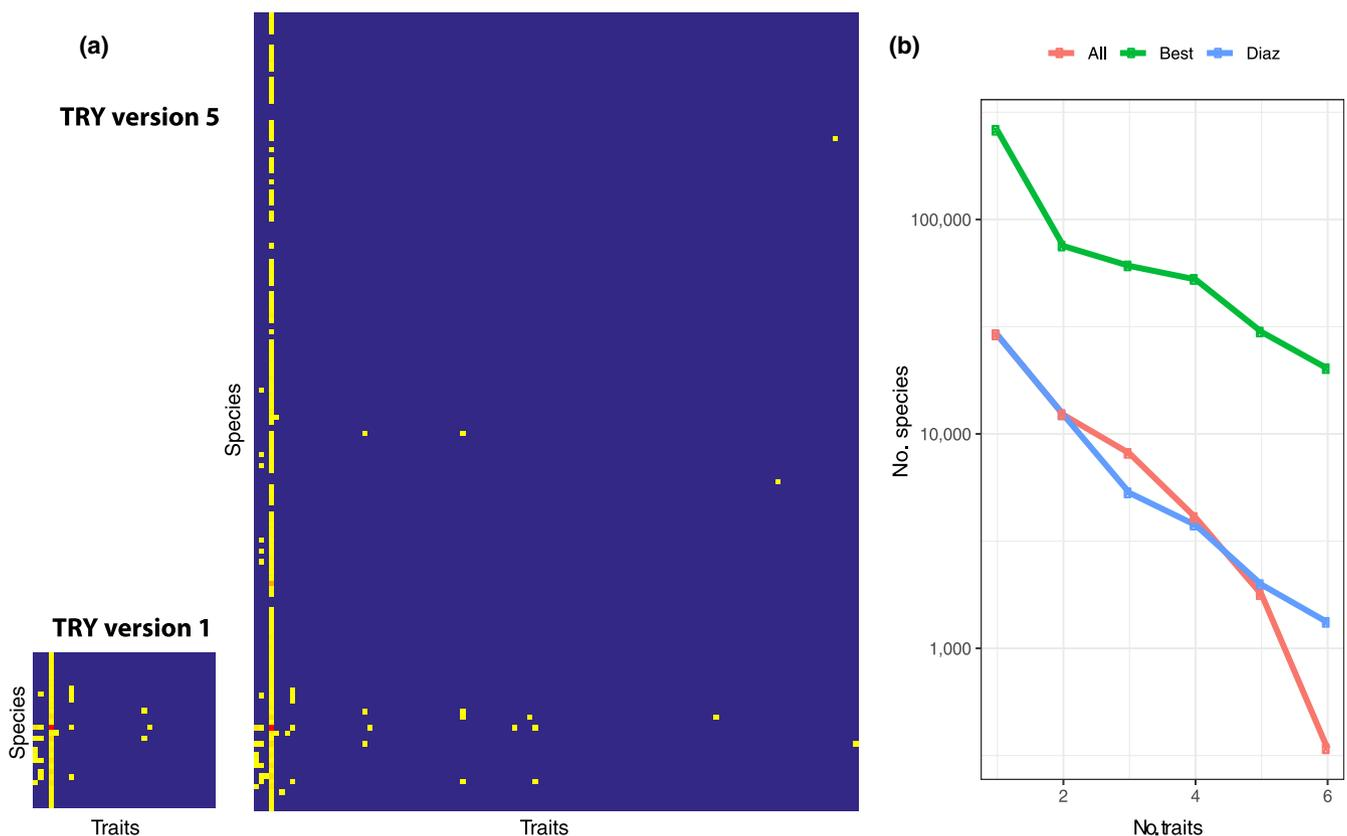 (a)
TRY version 5
Species
Traits
TRY version 1
Species
Traits
(b)
All Best Diaz
100,000
10,000
1,000
No. species
2 4 6
No. traits